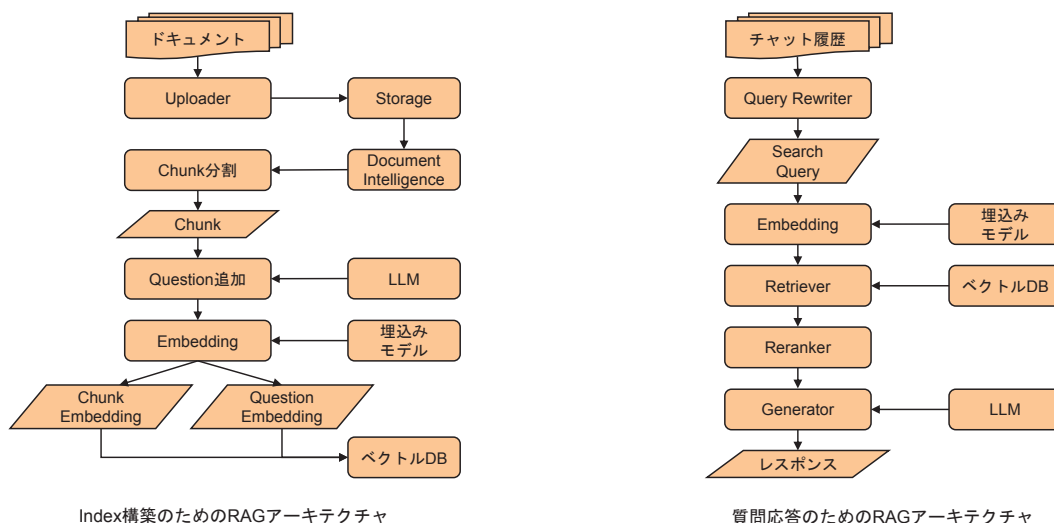 ドキュメント
Uploader
Storage
Document
Intelligence
Chunk分割
Chunk
Question追加
LLM
Embedding
埋込み
モデル
Chunk
Embedding
Question
Embedding
ベクトルDB
Index構築のためのRAGアーキテクチャ
チャット履歴
Query Rewriter
Search
Query
Embedding
埋込み
モデル
Retriever
ベクトルDB
Reranker
Generator
LLM
レスポンス
質問応答のためのRAGアーキテクチャ